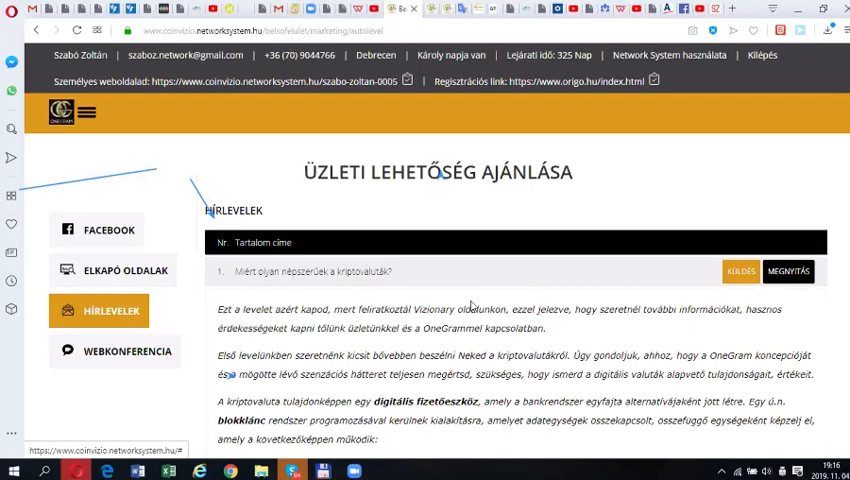 Be
www.coinvizio.networksystem.hu/belsofelulet/marketing/autolevel
Szabó Zoltán | szaboz.network@gmail.com | +36 (70) 9044766 | Debrecen | Károly napja van | Lejárati idő: 325 Nap | Network System használata | Kilépés
Személyes weboldalad: https://www.coinvizio.networksystem.hu/szabo-zoltan-0005 | Regisztrációs link: https://www.origo.hu/index.html
ONEGRAM
ÜZLETI LEHETŐSÉG AJÁNLÁSA
HÍRLEVELEK
FACEBOOK
ELKAPÓ OLDALAK
HÍRLEVELEK
WEBKONFERENCIA
Nr. Tartalom címe
1. Miért olyan népszerűek a kriptovaluták? KÜLDÉS MEGNYITÁS
Ezt a levelet azért kapod, mert feliratkoztál Vizionary oldalunkon, ezzel jelezve, hogy szeretnél további információkat, hasznos
érdekességeket kapni tőlünk üzletünkkel és a OneGrammel kapcsolatban.
Első levelünkben szeretnénk kicsit bővebben beszélni Neked a kriptovalutákról. Úgy gondoljuk, ahhoz, hogy a OneGram koncepcióját
és a mögötte lévő szenzációs hátteret teljesen megértsd, szükséges, hogy ismerd a digitális valuták alapvető tulajdonságait, értékeit.
A kriptovaluta tulajdonképpen egy digitális fizetőeszköz, amely a bankrendszer egyfajta alternatívájaként jött létre. Egy ú.n.
blokklánc rendszer programozásával kerülnek kialakításra, amelyet adategységek összekapcsolt, összefüggő egységeként képzelj el,
amely a következőképpen működik:
https://www.coinvizio.networksystem.hu/#
19:16
2019. 11. 04